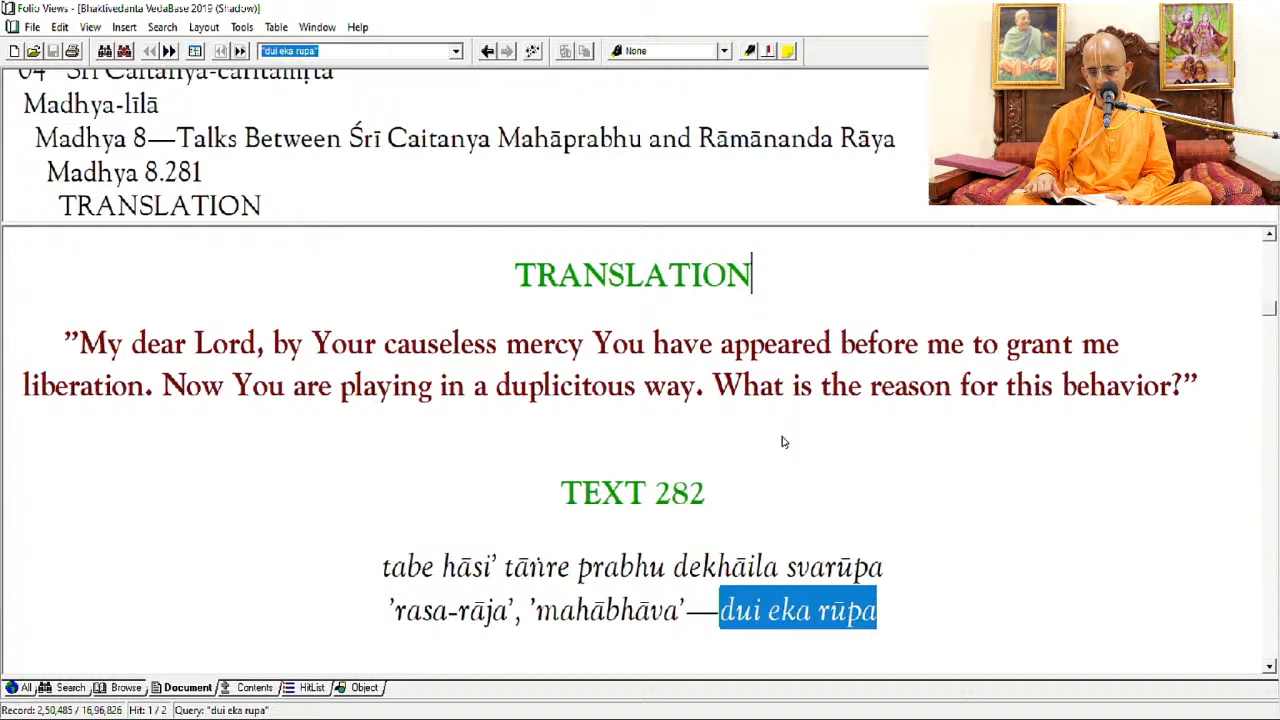 Folio Views - [Bhaktivedanta VedaBase 2019 (Shadow)]
File Edit View Insert Search Layout Tools Table Window Help
"dui eka rupa"
None
04 Śrī Caitanya-caritāmṛta
Madhya-līlā
Madhya 8—Talks Between Śrī Caitanya Mahāprabhu and Rāmānanda Rāya
Madhya 8.281
TRANSLATION
TRANSLATION
”My dear Lord, by Your causeless mercy You have appeared before me to grant me
liberation. Now You are playing in a duplicitous way. What is the reason for this behavior?”
TEXT 282
tabe hāsi’ tāṅre prabhu dekhāila svarūpa
’rasa-rāja’, ’mahābhāva’—dui eka rūpa
All Search Browse Document Contents HitList Object
Record: 2,50,485 / 16,96,826 Hit: 1 / 2 Query: "dui eka rupa"